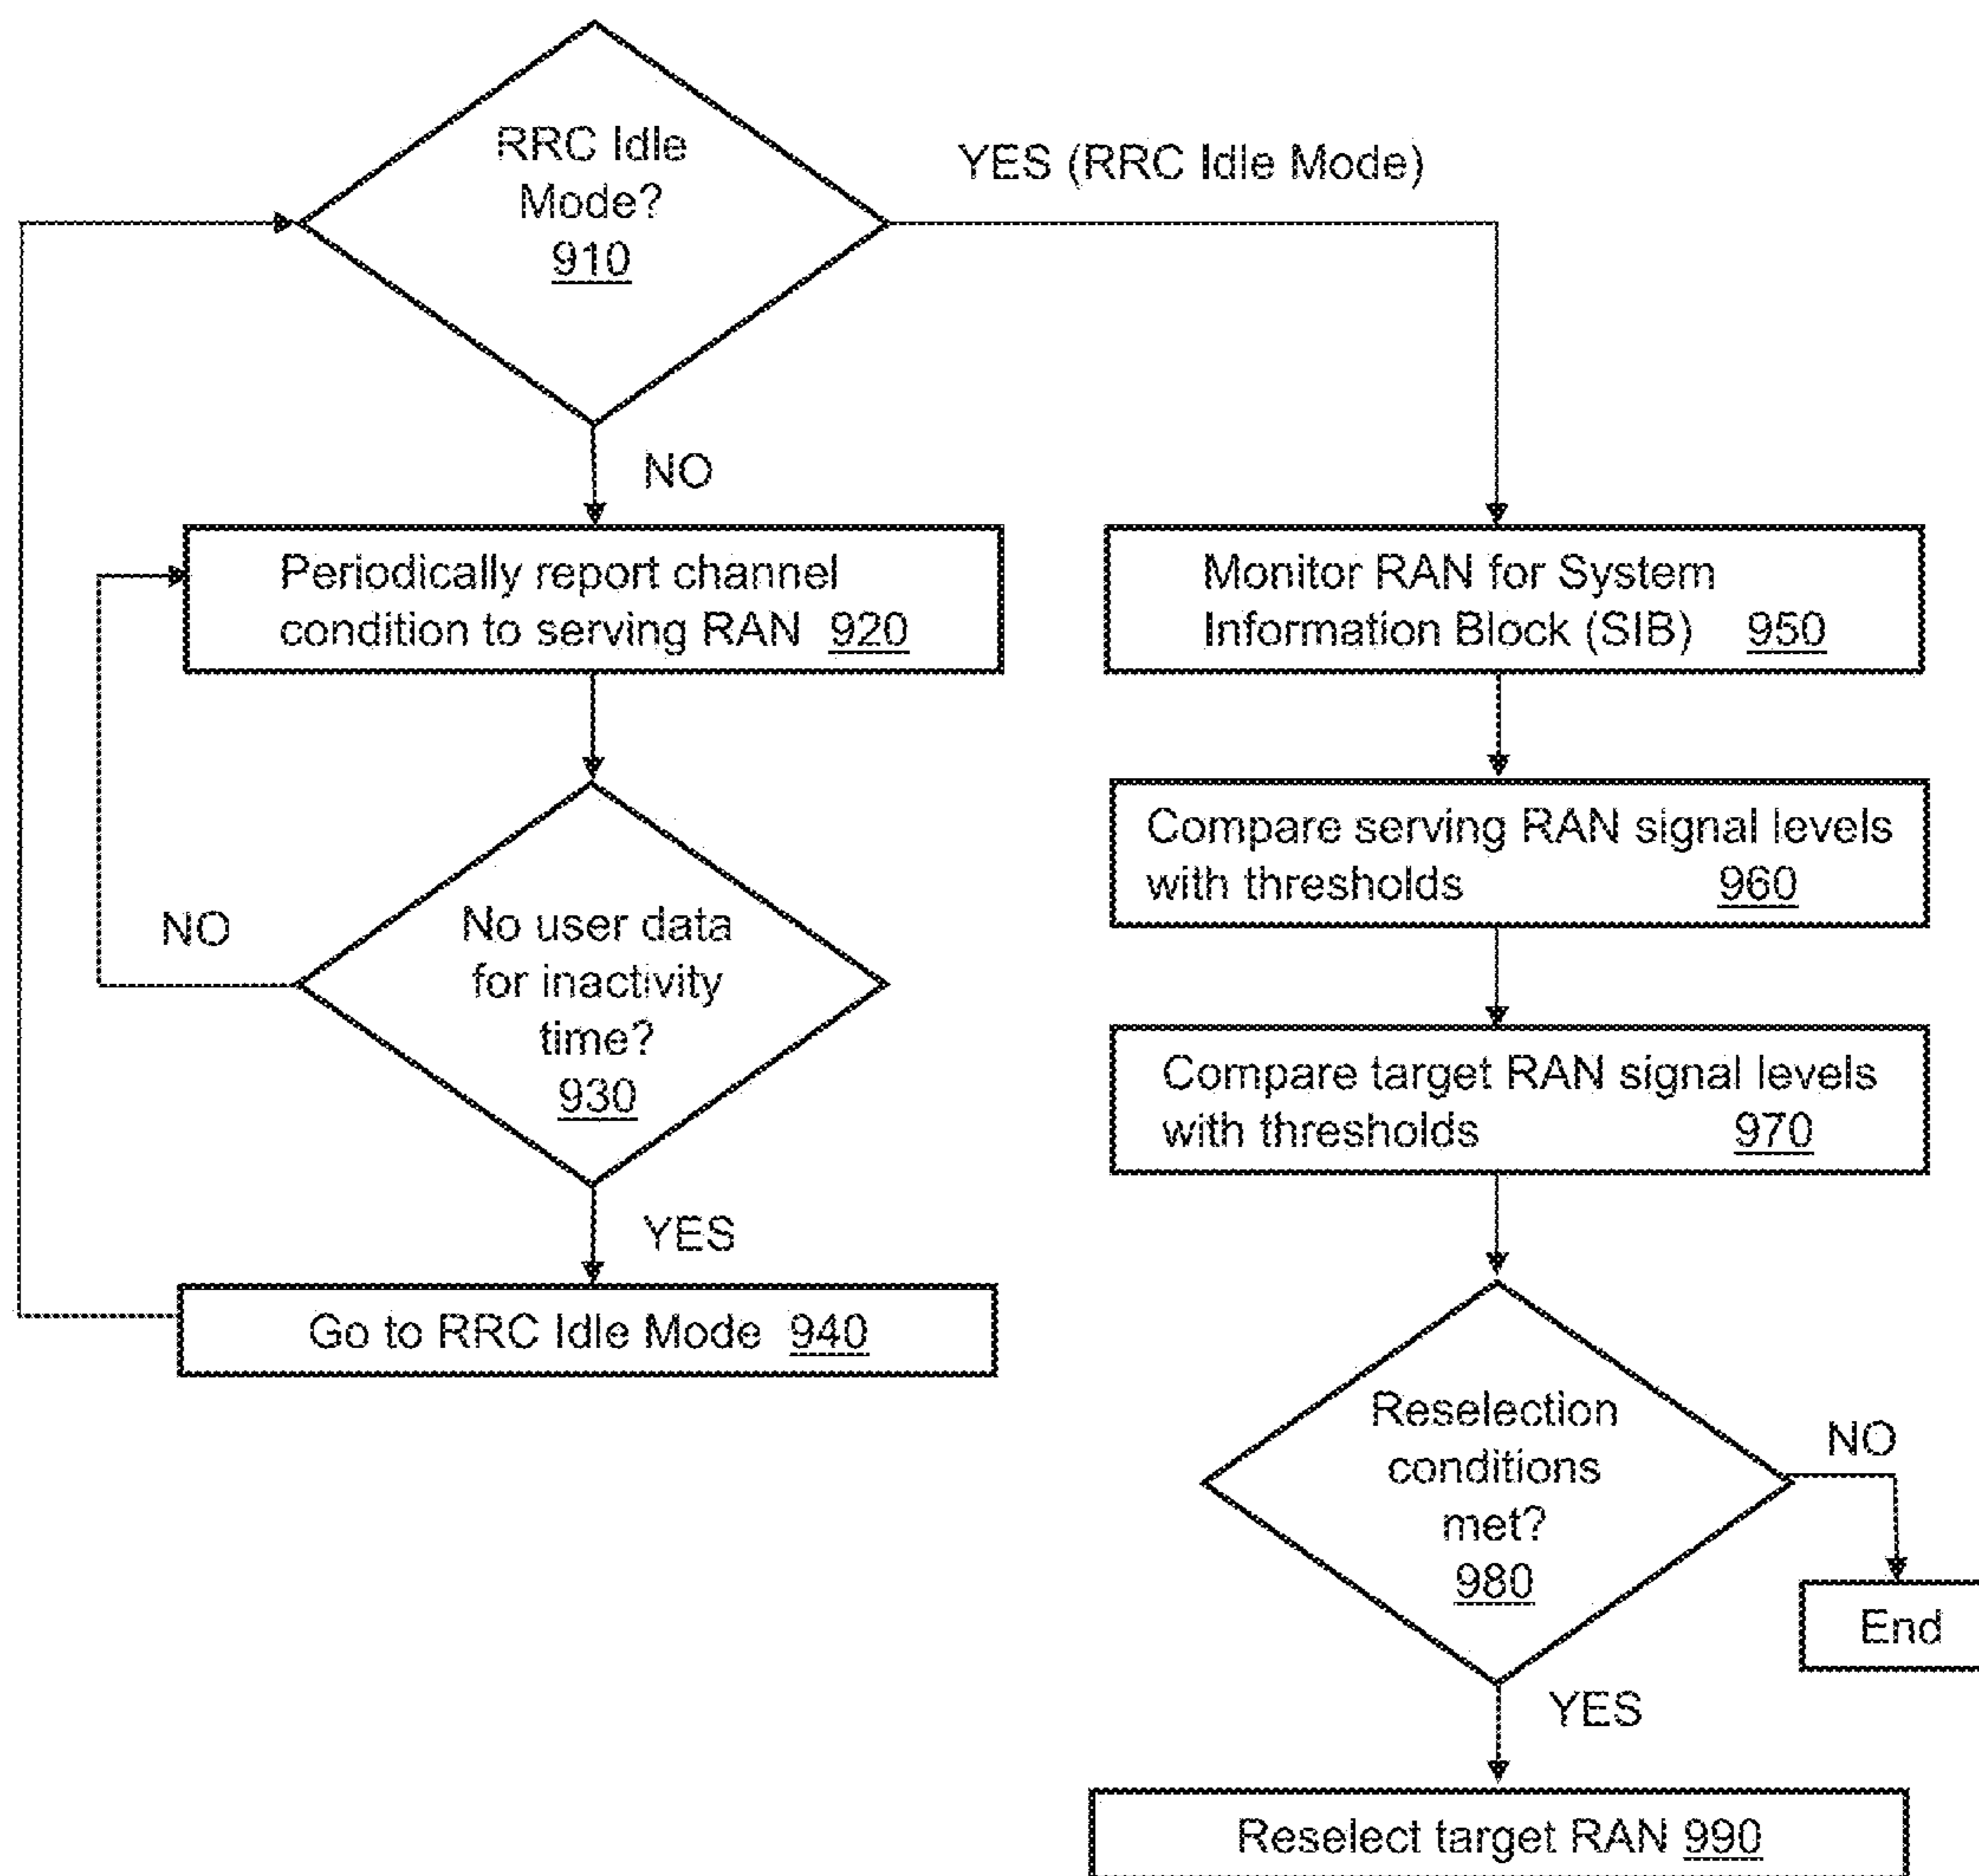 RRC Idle
Mode?
910
YES (RRC Idle Mode)
NO
Periodically report channel
condition to serving RAN 920
No user data
for inactivity
time?
930
NO
YES
Go to RRC Idle Mode 940
Monitor RAN for System
Information Block (SIB) 950
Compare serving RAN signal levels
with thresholds 960
Compare target RAN signal levels
with thresholds 970
Reselection
conditions
met?
980
NO
End
YES
Reselect target RAN 990